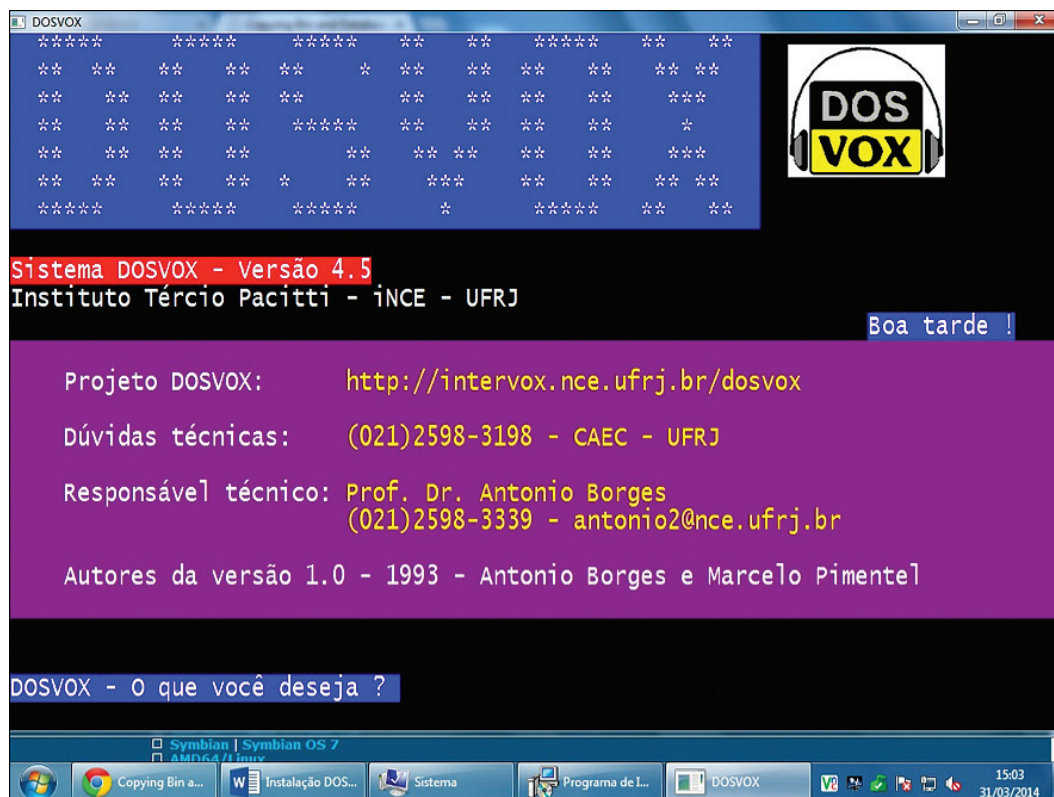 DOSVOX
DOS
VOX
Sistema DOSVOX - Versão 4.5
Instituto Tércio Pacitti - iNCE - UFRJ
Boa tarde !
Projeto DOSVOX: http://intervox.nce.ufrj.br/dosvox
Dúvidas técnicas: (021)2598-3198 - CAEC - UFRJ
Responsável técnico: Prof. Dr. Antonio Borges
(021)2598-3339 - antonio2@nce.ufrj.br
Autores da versão 1.0 - 1993 - Antonio Borges e Marcelo Pimentel
DOSVOX - O que você deseja ?
Symbian | Symbian OS 7
AMD64/Linux
Copying Bin a... Instalação DOS... Sistema Programa de I... DOSVOX 15:03
31/03/2014